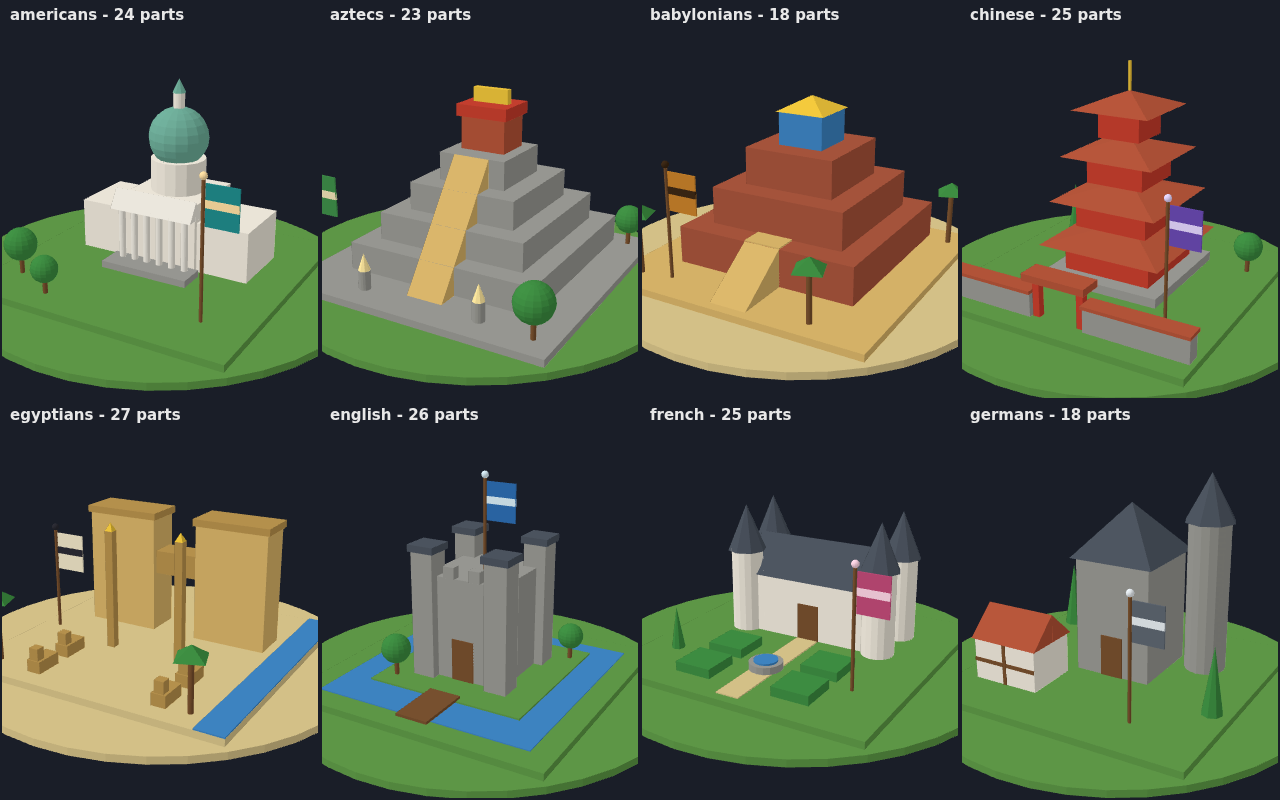 americans - 24 parts
aztecs - 23 parts
babylonians - 18 parts
chinese - 25 parts
egyptians - 27 parts
english - 26 parts
french - 25 parts
germans - 18 parts